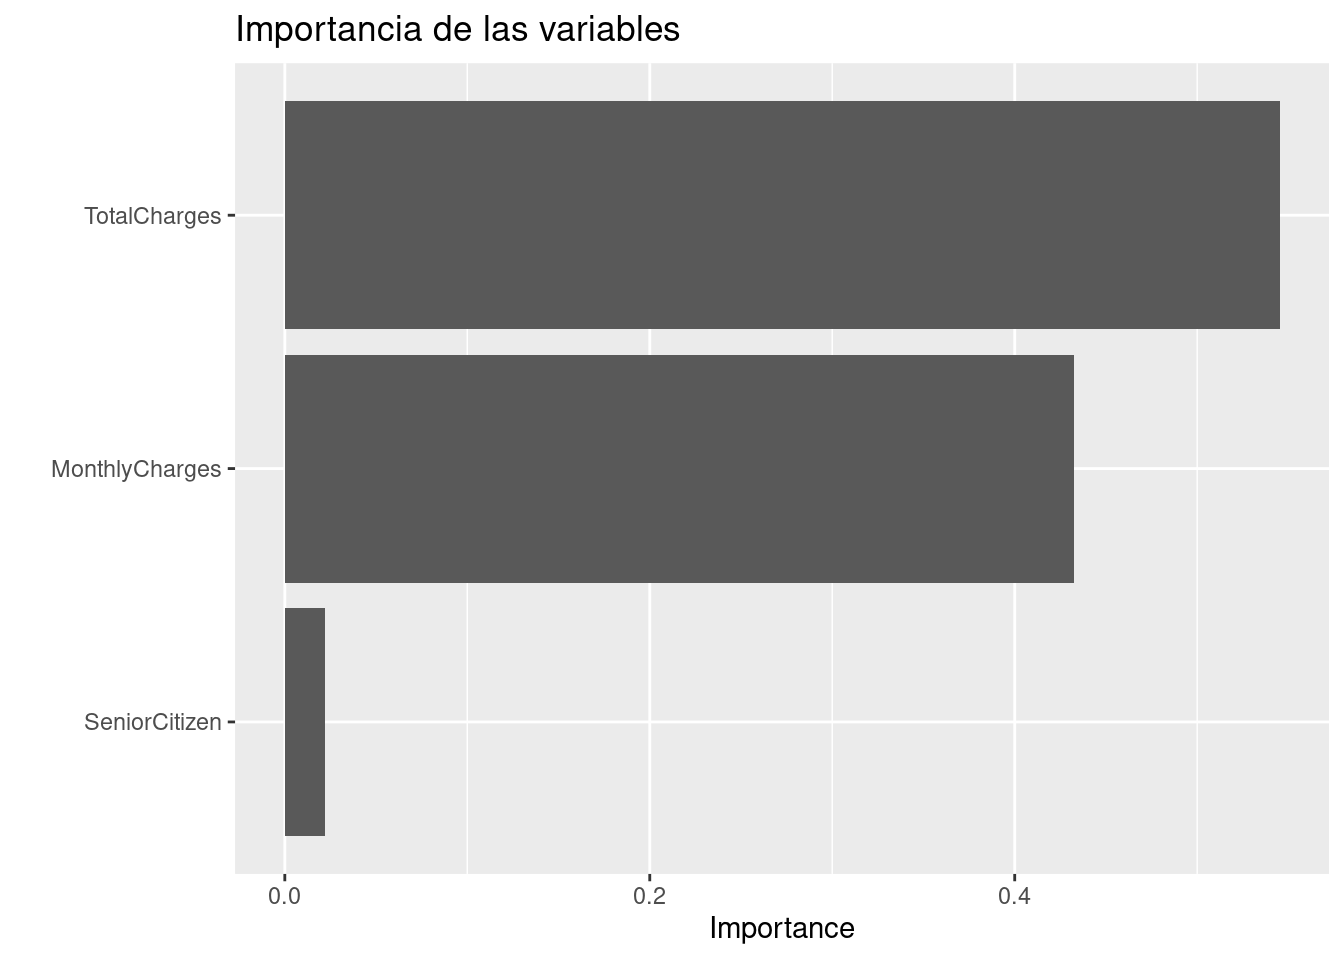 Importancia de las variables
TotalCharges
MonthlyCharges
SeniorCitizen
0.0 0.2 0.4
Importance